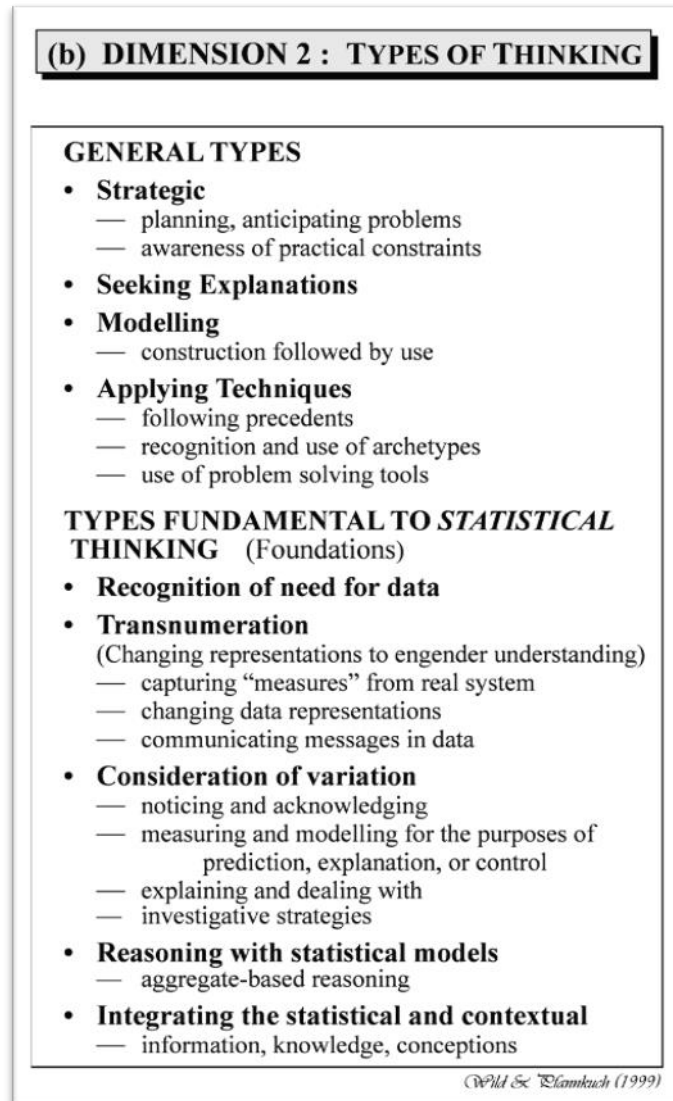 (b) DIMENSION 2 : TYPES OF THINKING
GENERAL TYPES
• Strategic
— planning, anticipating problems
— awareness of practical constraints
• Seeking Explanations
• Modelling
— construction followed by use
• Applying Techniques
— following precedents
— recognition and use of archetypes
— use of problem solving tools
TYPES FUNDAMENTAL TO STATISTICAL
THINKING (Foundations)
• Recognition of need for data
• Transnumeration
(Changing representations to engender understanding)
— capturing “measures” from real system
— changing data representations
— communicating messages in data
• Consideration of variation
— noticing and acknowledging
— measuring and modelling for the purposes of
prediction, explanation, or control
— explaining and dealing with
— investigative strategies
• Reasoning with statistical models
— aggregate-based reasoning
• Integrating the statistical and contextual
— information, knowledge, conceptions
Wild & Pfannkuch (1999)